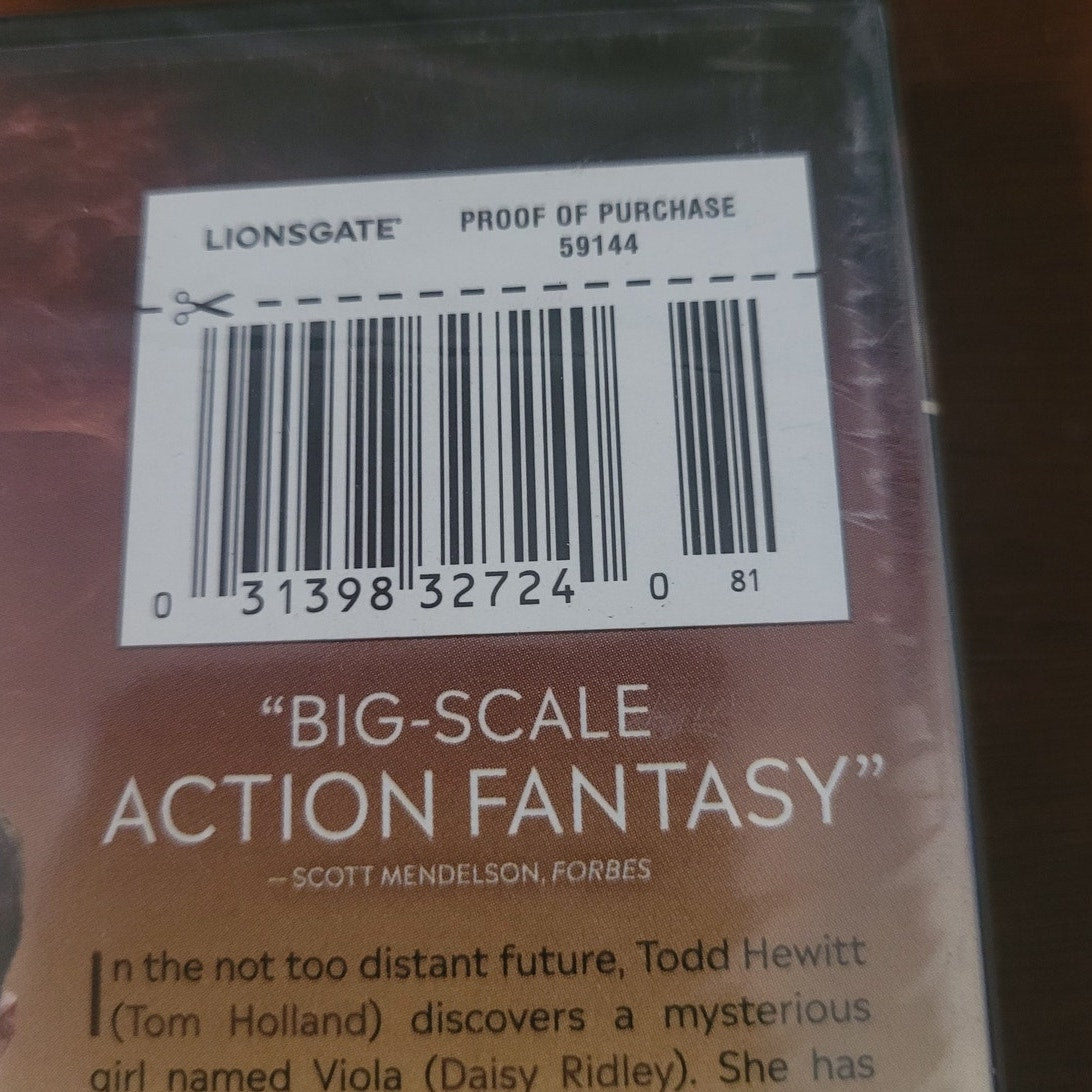 LIONSGATE®
PROOF OF PURCHASE
59144
0 31398 32724 0 81
“BIG-SCALE
ACTION FANTASY”
—SCOTT MENDELSON, FORBES
In the not too distant future, Todd Hewitt
(Tom Holland) discovers a mysterious
girl named Viola (Daisy Ridley). She has